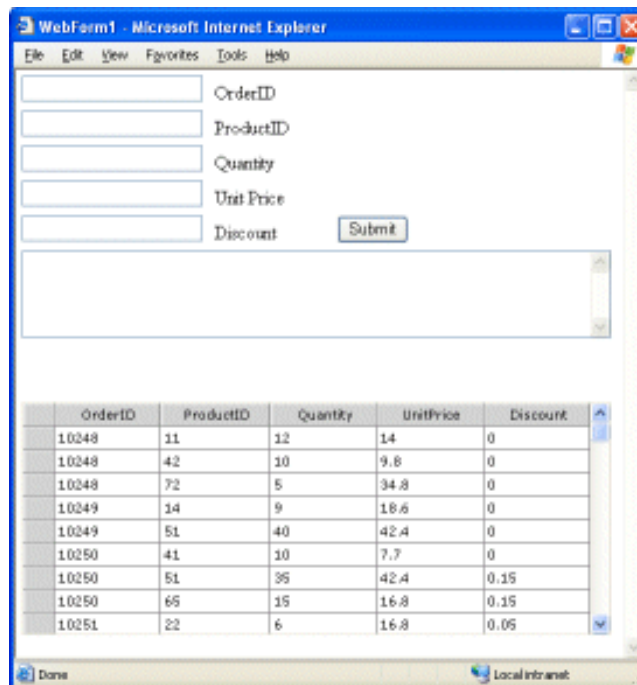 WebForm1 - Microsoft Internet Explorer
File Edit View Favorites Tools Help
OrderID
ProductID
Quantity
Unit Price
Discount Submit
OrderID ProductID Quantity UnitPrice Discount
10248 11 12 14 0
10248 42 10 9.8 0
10248 72 5 34.8 0
10249 14 9 18.6 0
10249 51 40 42.4 0
10250 41 10 7.7 0
10250 51 35 42.4 0.15
10250 65 15 16.8 0.15
10251 22 6 16.8 0.05
Done Local intranet